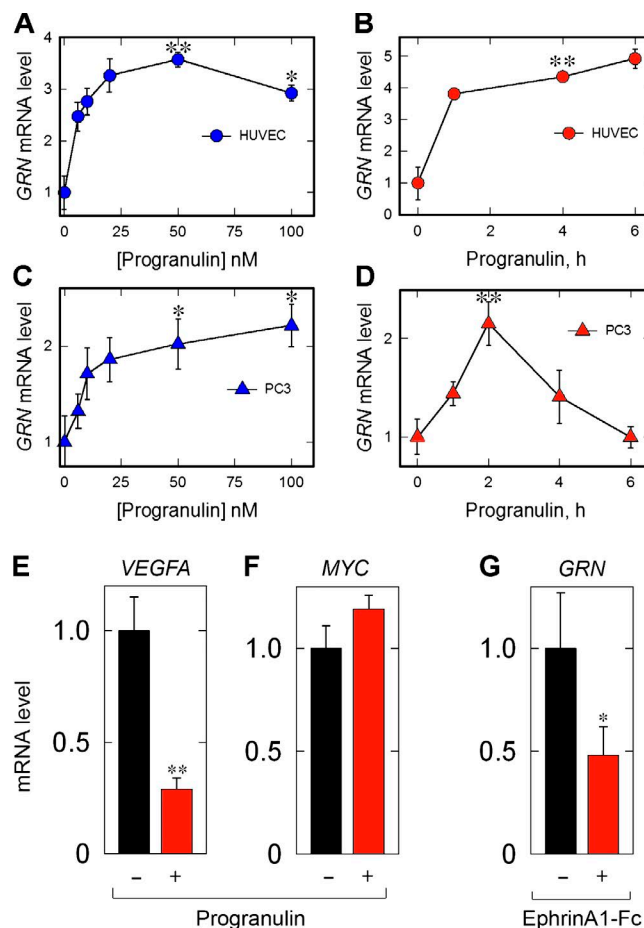 A
B
**
*
4
3
2
1
GRN mRNA level
HUVEC
0 25 50 75 100
[Progranulin] nM
**
5
4
3
2
1
0
GRN mRNA level
HUVEC
0 2 4 6
Progranulin, h
C
D
*
*
2
1
GRN mRNA level
PC3
0 25 50 75 100
[Progranulin] nM
**
2
1
GRN mRNA level
PC3
0 2 4 6
Progranulin, h
E
VEGFA
F
MYC
G
GRN
mRNA level
1.0
0.5
0
**
– +
1.0
0.5
0
– +
Progranulin
1.0
0.5
0
*
– +
EphrinA1-Fc